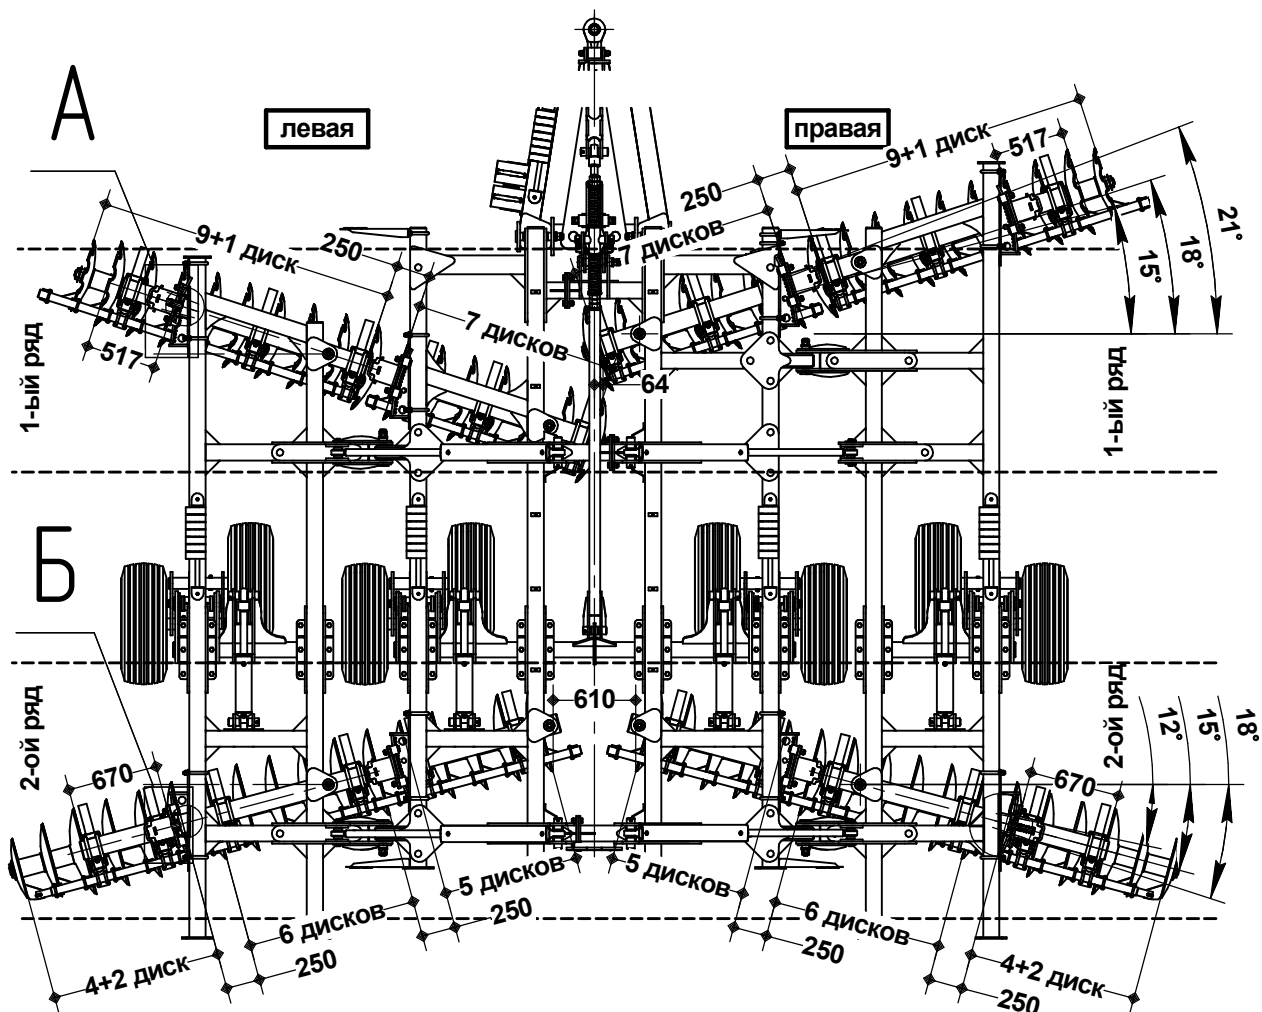 А
левая
правая
9+1 диск
517
250
7 дисков
21°
18°
15°
9+1 диск
250
7 дисков
517
64
1-ый ряд
1-ый ряд
Б
610
2-ой ряд
2-ой ряд
12°
15°
18°
670
670
5 дисков
5 дисков
250
250
6 дисков
6 дисков
4+2 диск
250
4+2 диск
250